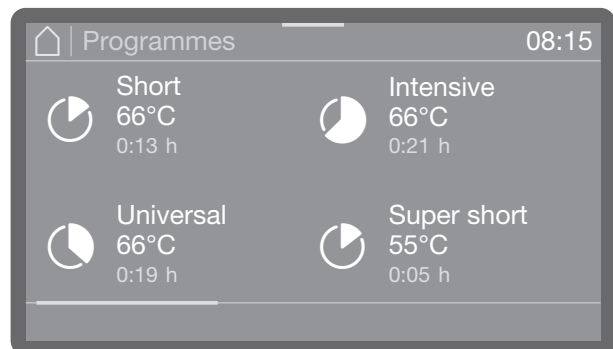 Programmes 08:15
Short
66°C
0:13 h
Intensive
66°C
0:21 h
Universal
66°C
0:19 h
Super short
55°C
0:05 h